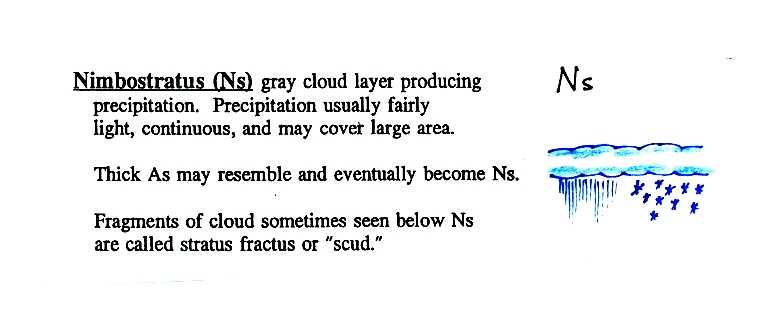 Nimbostratus (Ns) gray cloud layer producing
precipitation. Precipitation usually fairly
light, continuous, and may cover large area.
Thick As may resemble and eventually become Ns.
Fragments of cloud sometimes seen below Ns
are called stratus fractus or "scud."
Ns